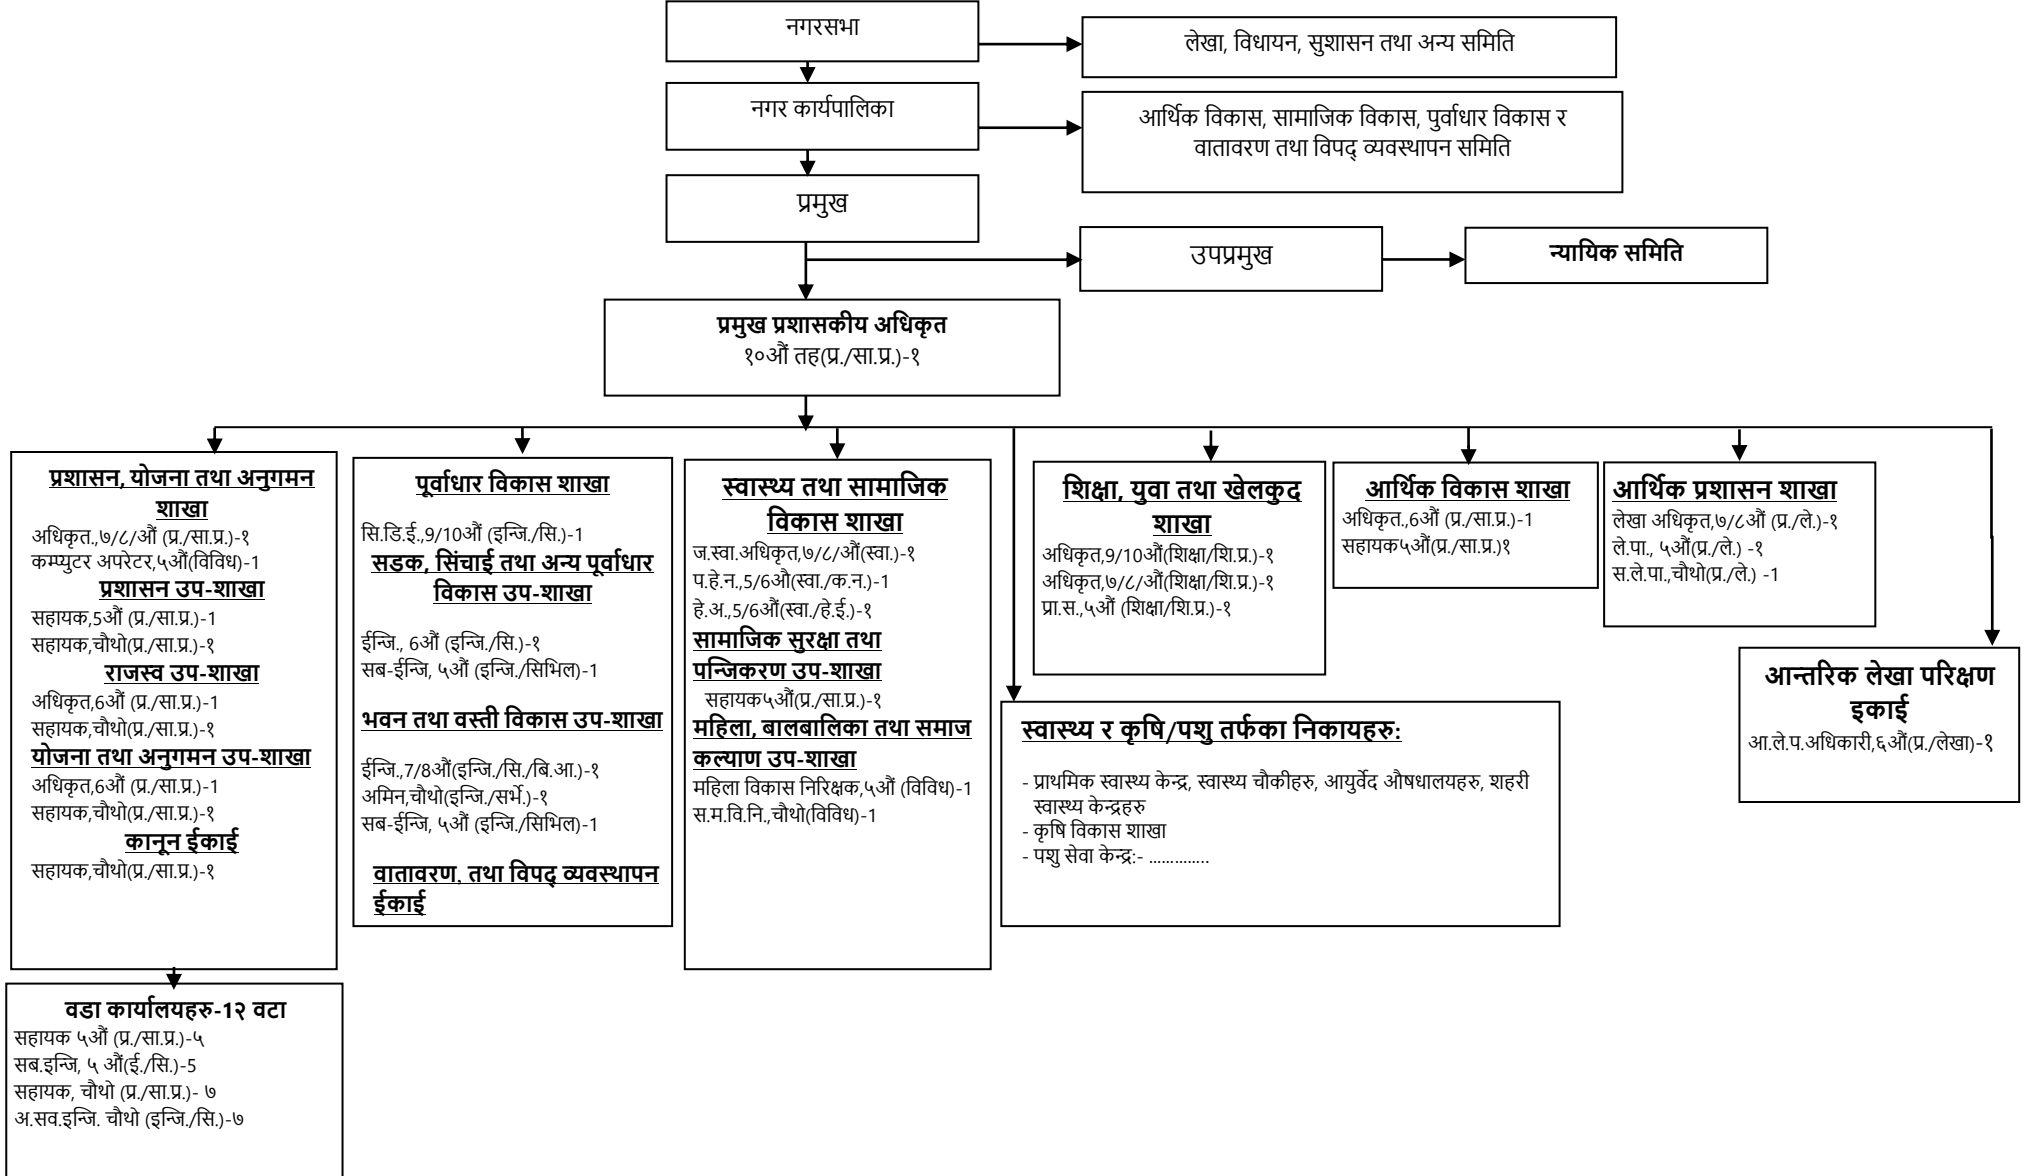 नगरसभा
लेखा, विधायन, सुशासन तथा अन्य समिति
नगर कार्यपालिका
आर्थिक विकास, सामाजिक विकास, पुर्वाधार विकास र
वातावरण तथा विपद् व्यवस्थापन समिति
प्रमुख
उपप्रमुख
न्यायिक समिति
प्रमुख प्रशासकीय अधिकृत
१०औं तह(प्र./सा.प्र.)-१
प्रशासन, योजना तथा अनुगमन
शाखा
अधिकृत.,७/८/औं (प्र./सा.प्र.)-१
कम्प्युटर अपरेटर,५औं(विविध)-1
प्रशासन उप-शाखा
सहायक,5औं (प्र./सा.प्र.)-1
सहायक,चौथो(प्र./सा.प्र.)-१
राजस्व उप-शाखा
अधिकृत,6औं (प्र./सा.प्र.)-1
सहायक,चौथो(प्र./सा.प्र.)-१
योजना तथा अनुगमन उप-शाखा
अधिकृत,6औं (प्र./सा.प्र.)-1
सहायक,चौथो(प्र./सा.प्र.)-१
कानून ईकाई
सहायक,चौथो(प्र./सा.प्र.)-१
वडा कार्यालयहरु-1२ वटा
सहायक ५औं (प्र./सा.प्र.)-५
सब.इन्जि, ५ औं(ई./सि.)-5
सहायक, चौथो (प्र./सा.प्र.)- ७
अ.सव.इन्जि. चौथो (इन्जि./सि.)-७
पूर्वाधार विकास शाखा
सि.डि.ई.,9/10औं (इन्जि./सि.)-1
सडक, सिंचाई तथा अन्य पूर्वाधार
विकास उप-शाखा
ईन्जि., 6औं (इन्जि./सि.)-१
सब-ईन्जि, ५औं (इन्जि./सिभिल)-1
भवन तथा वस्ती विकास उप-शाखा
ईन्जि.,7/8औं(इन्जि./सि./बि.आ.)-१
अमिन,चौथो(इन्जि./सर्भे.)-१
सब-ईन्जि, ५औं (इन्जि./सिभिल)-1
वातावरण, तथा विपद् व्यवस्थापन
ईकाई
स्वास्थ्य तथा सामाजिक
विकास शाखा
ज.स्वा.अधिकृत,७/८/औं(स्वा.)-१
प.हे.न.,5/6औ(स्वा./क.न.)-1
हे.अ.,5/6औं(स्वा./हे.ई.)-१
सामाजिक सुरक्षा तथा
पन्जिकरण उप-शाखा
सहायक५औं(प्र./सा.प्र.)-१
महिला, बालबालिका तथा समाज
कल्याण उप-शाखा
महिला विकास निरिक्षक,५औं (विविध)-1
स.म.वि.नि.,चौथो(विविध)-1
शिक्षा, युवा तथा खेलकुद
शाखा
अधिकृत,9/10औं(शिक्षा/शि.प्र.)-१
अधिकृत,७/८/औं(शिक्षा/शि.प्र.)-१
प्रा.स.,५औं (शिक्षा/शि.प्र.)-१
स्वास्थ्य र कृषि/पशु तर्फका निकायहरु:
- प्राथमिक स्वास्थ्य केन्द्र, स्वास्थ्य चौकीहरु, आयुर्वेद औषधालयहरु, शहरी
स्वास्थ्य केन्द्रहरु
- कृषि विकास शाखा
- पशु सेवा केन्द्र:- .............
आर्थिक विकास शाखा
अधिकृत.,6औं (प्र./सा.प्र.)-1
सहायक५औं(प्र./सा.प्र.)१
आर्थिक प्रशासन शाखा
लेखा अधिकृत,७/८औं (प्र./ले.)-१
ले.पा., ५औं(प्र./ले.) -१
स.ले.पा.,चौथो(प्र./ले.) -1
आन्तरिक लेखा परिक्षण
इकाई
आ.ले.प.अधिकारी,६औं(प्र./लेखा)-१